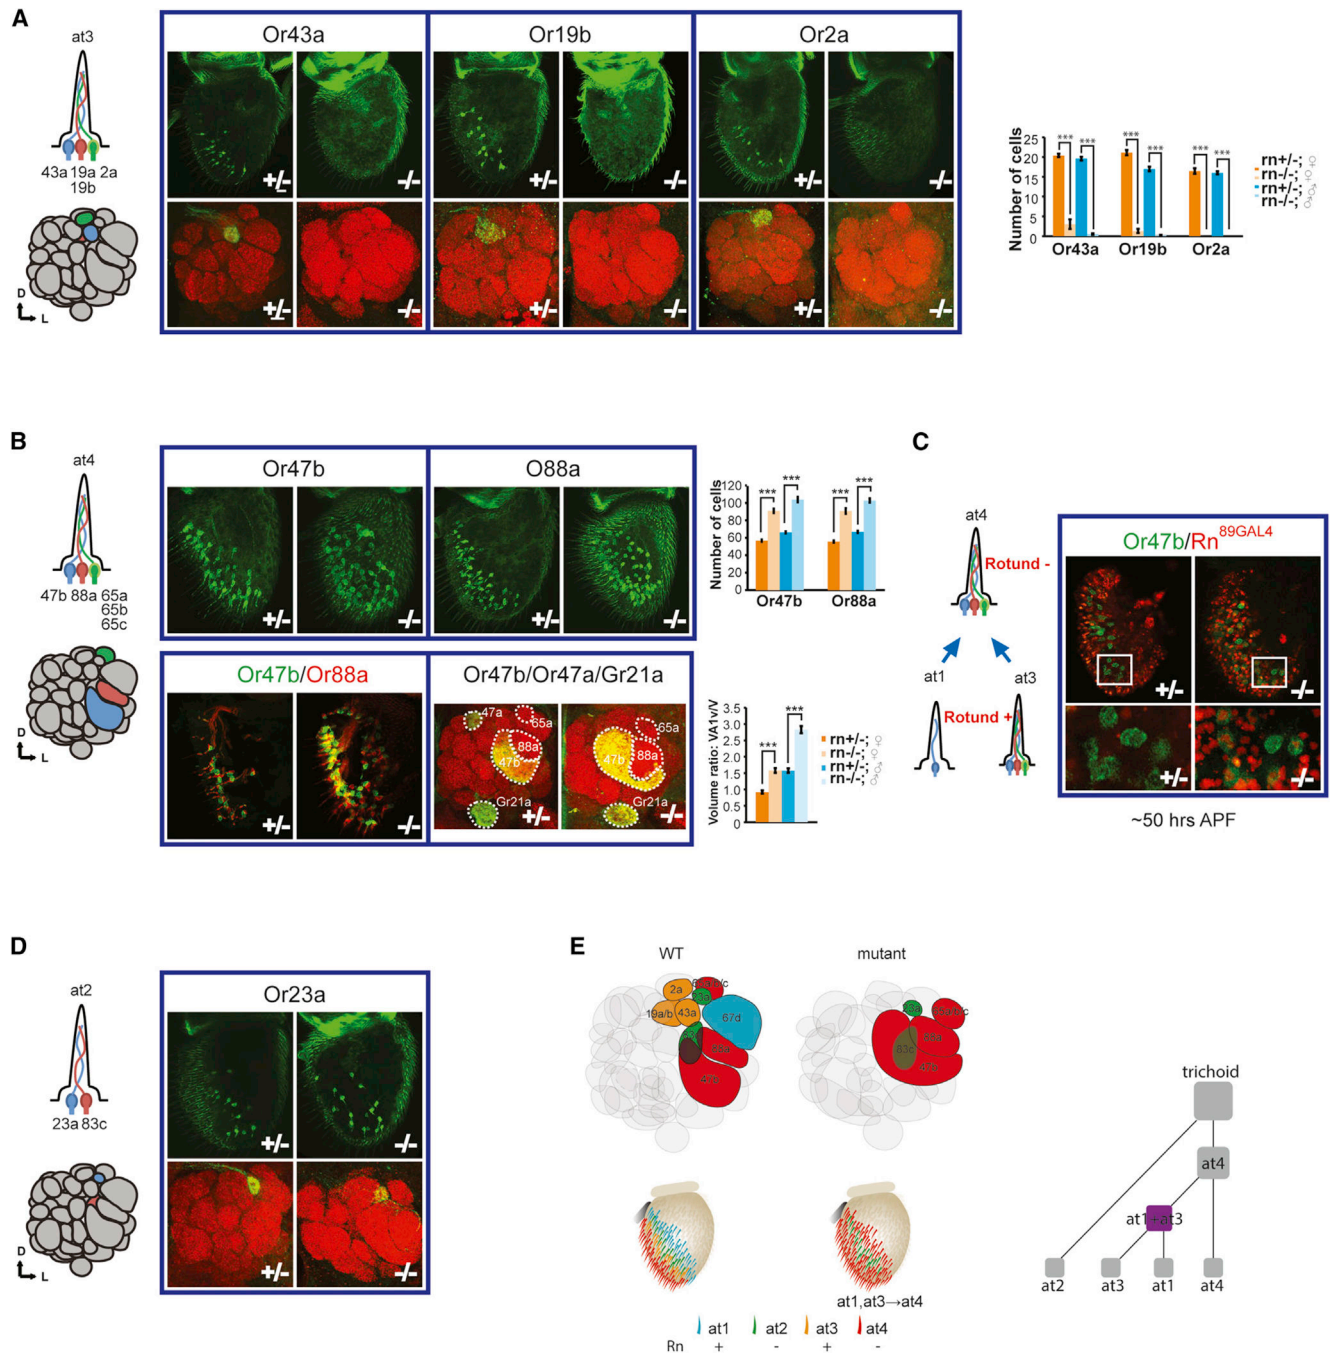 A
at3
43a 19a 2a
19b
D
L
Or43a
Or19b
Or2a
+/-
-/-
+/-
-/-
+/-
-/-
+/-
-/-
+/-
-/-
+/-
-/-
Number of cells
25
20
15
10
5
0
***
***
***
***
***
***
Or43a
Or19b
Or2a
rn+/-; ♀
rn-/-; ♀
rn+/-; ♂
rn-/-; ♂
B
at4
47b 88a 65a
65b
65c
D
L
Or47b
O88a
+/-
-/-
+/-
-/-
Or47b/Or88a
+/-
-/-
Or47b/Or47a/Gr21a
47a
65a
88a
47b
Gr21a
+/-
65a
47b
88a
Gr21a
-/-
Number of cells
120
100
80
60
40
20
0
***
***
***
***
Or47b
Or88a
Volume ratio: VA1v/V
3.5
3.0
2.5
2.0
1.5
1.0
0.5
0
***
***
rn+/-; ♀
rn-/-; ♀
rn+/-; ♂
rn-/-; ♂
C
at4
Rotund -
at1
at3
Rotund +
Or47b/Rn89GAL4
+/-
-/-
+/-
-/-
~50 hrs APF
D
at2
23a 83c
D
L
Or23a
+/-
-/-
+/-
-/-
E
WT
mutant
2a
23a
19a/b
43a
67d
47b
23a
83c
47b
at1,at3→at4
at1
at2
at3
at4
Rn
+
-
+
-
trichoid
at4
at1+at3
at2
at3
at1
at4